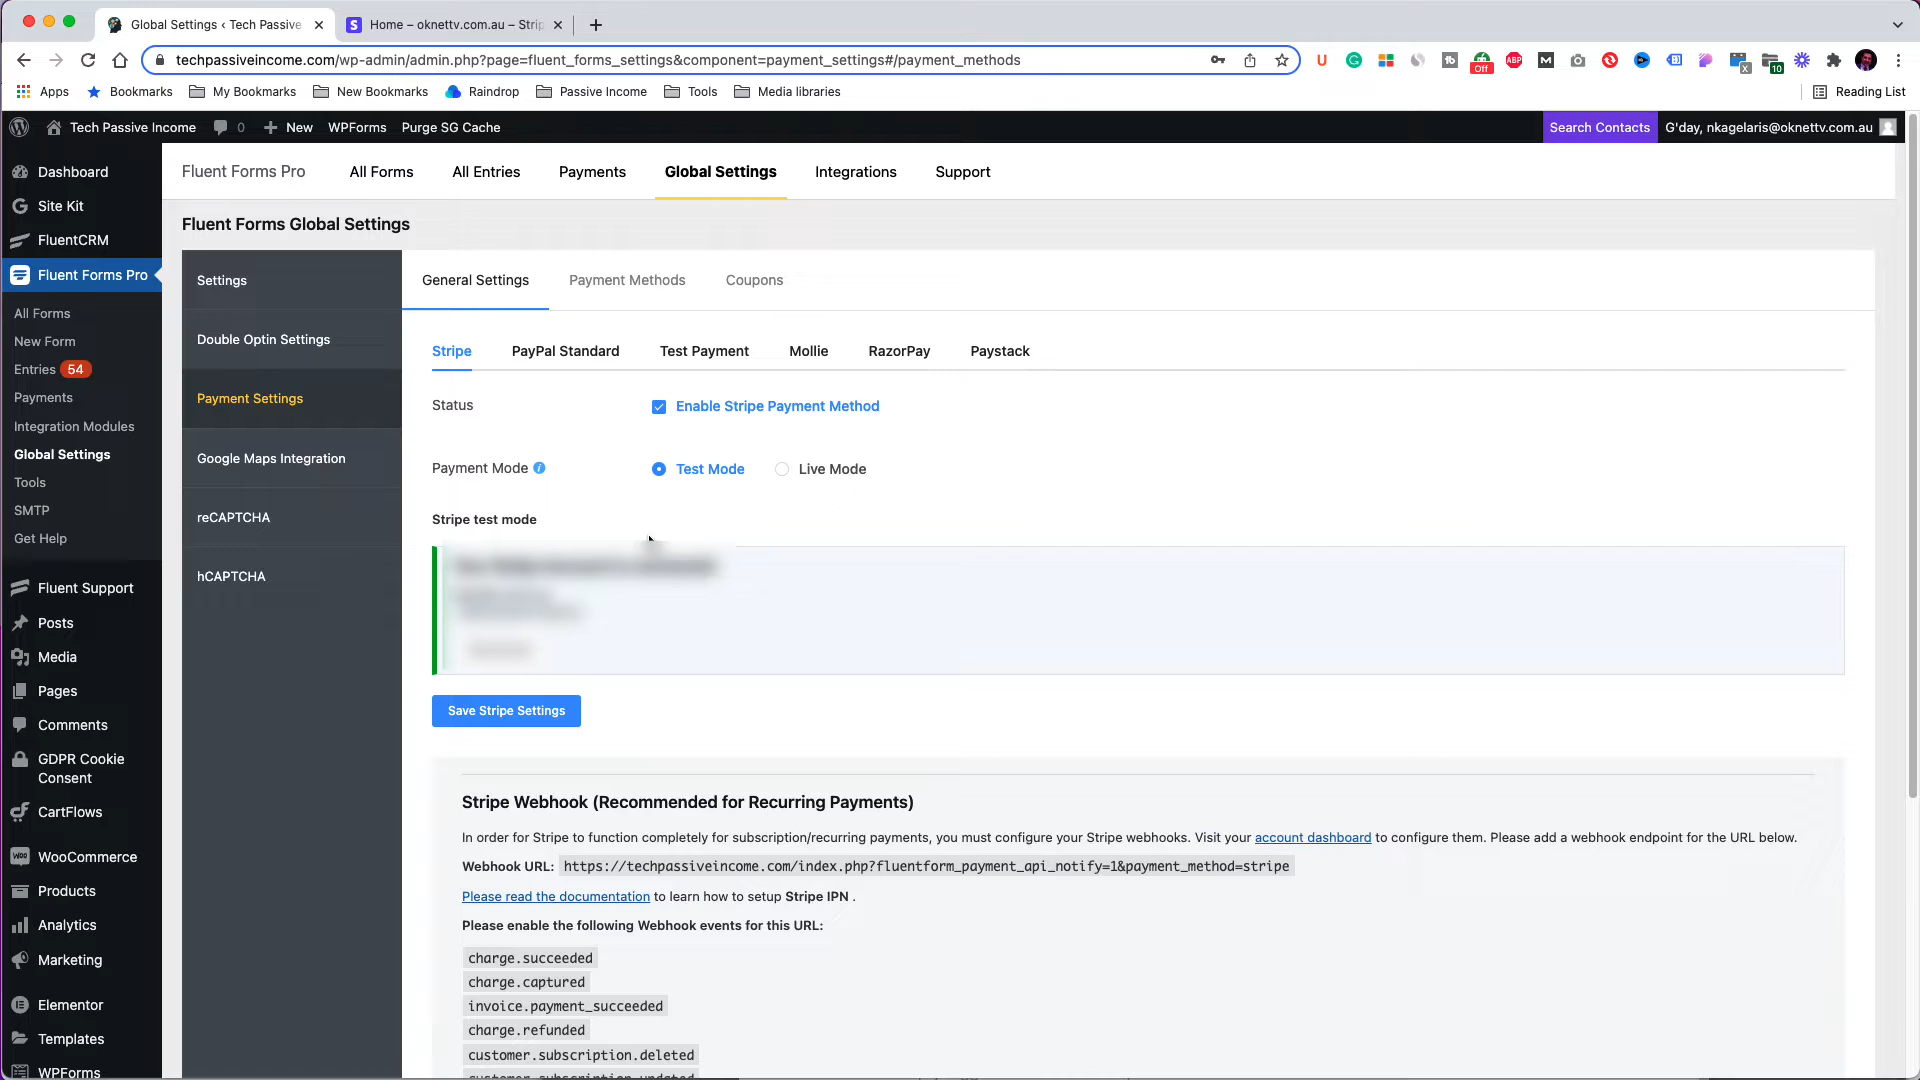 Global Settings ‹ Tech Passive
Home – oknettv.com.au – Strip
techpassiveincome.com/wp-admin/admin.php?page=fluent_forms_settings&component=payment_settings#/payment_methods
Apps
Bookmarks
My Bookmarks
New Bookmarks
Raindrop
Passive Income
Tools
Media libraries
Reading List
Tech Passive Income
0
New
WPForms
Purge SG Cache
Search Contacts
G'day, nkagelaris@oknettv.com.au
Dashboard
Site Kit
FluentCRM
Fluent Forms Pro
All Forms
New Form
Entries 54
Payments
Integration Modules
Global Settings
Tools
SMTP
Get Help
Fluent Support
Posts
Media
Pages
Comments
GDPR Cookie
Consent
CartFlows
WooCommerce
Products
Analytics
Marketing
Elementor
Templates
WPForms
Fluent Forms Pro
All Forms
All Entries
Payments
Global Settings
Integrations
Support
Fluent Forms Global Settings
Settings
Double Optin Settings
Payment Settings
Google Maps Integration
reCAPTCHA
hCAPTCHA
General Settings
Payment Methods
Coupons
Stripe
PayPal Standard
Test Payment
Mollie
RazorPay
Paystack
Status
Enable Stripe Payment Method
Payment Mode
Test Mode
Live Mode
Stripe test mode
Save Stripe Settings
Stripe Webhook (Recommended for Recurring Payments)
In order for Stripe to function completely for subscription/recurring payments, you must configure your Stripe webhooks. Visit your account dashboard to configure them. Please add a webhook endpoint for the URL below.
Webhook URL: https://techpassiveincome.com/index.php?fluentform_payment_api_notify=1&payment_method=stripe
Please read the documentation to learn how to setup Stripe IPN .
Please enable the following Webhook events for this URL:
charge.succeeded
charge.captured
invoice.payment_succeeded
charge.refunded
customer.subscription.deleted
customer.subscription.updated